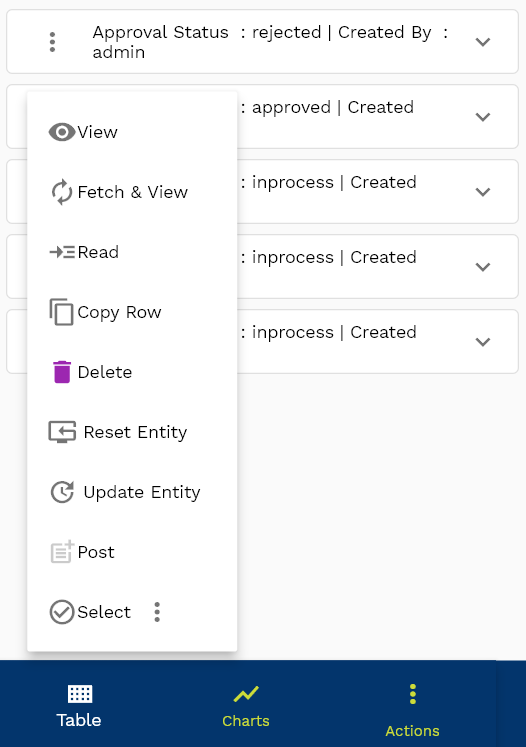 Approval Status : rejected | Created By :
admin
: approved | Created
View
: inprocess | Created
Fetch & View
: inprocess | Created
Read
: inprocess | Created
Copy Row
Delete
Reset Entity
Update Entity
Post
Select
Table
Charts
Actions